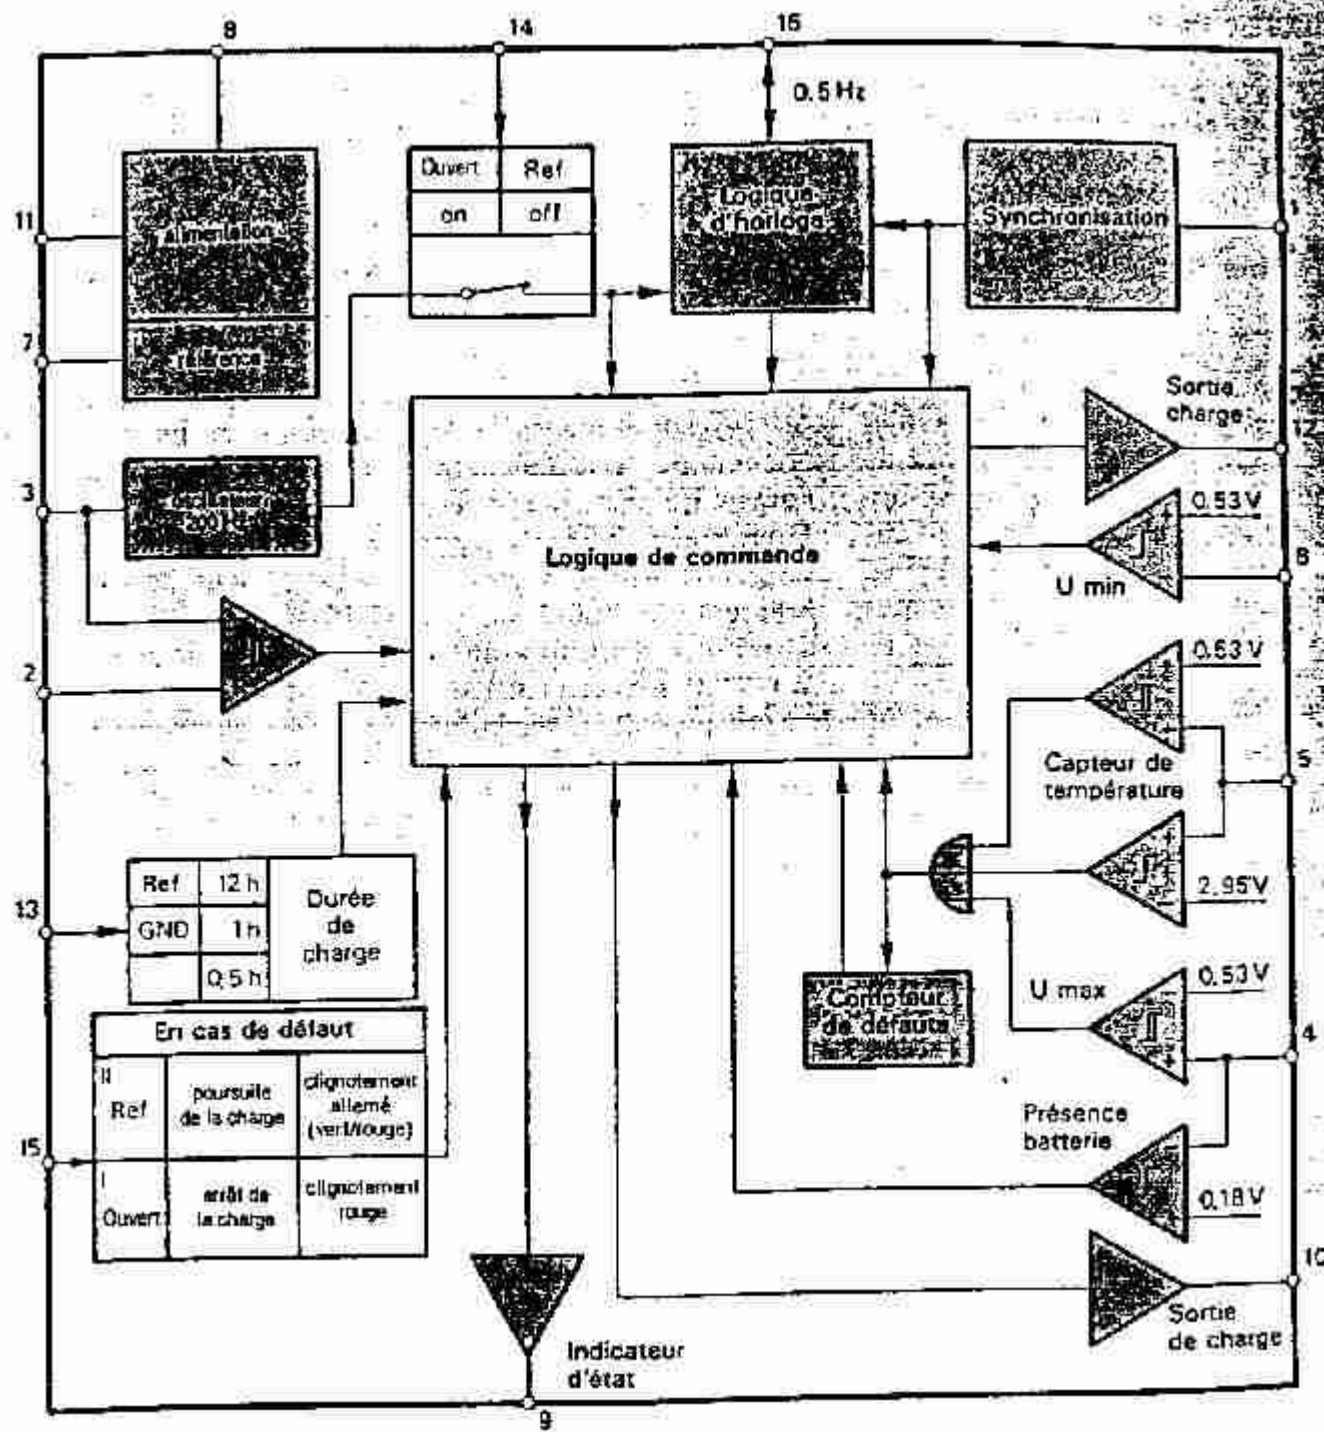 8
14
15
0.5 Hz
Ouvert
Ref
on
off
Logique
d'horloge
Synchronisation
1
11
alimentation
7
référence
Sortie
charge
12
3
oscillateur
200 Hz
0.53 V
Logique de commande
6
U min
0.53 V
2
Capteur de
température
5
Ref
12 h
GND
1 h
0,5 h
Durée
de
charge
13
2.95 V
Compteur
de défauts
U max
0.53 V
4
En cas de défaut
II
Ref
poursuite
de la charge
clignotement
alterné
(vert/rouge)
15
I
Ouvert
arrêt de
la charge
clignotement
rouge
Présence
batterie
0.18 V
10
Sortie
de charge
Indicateur
d'état
9